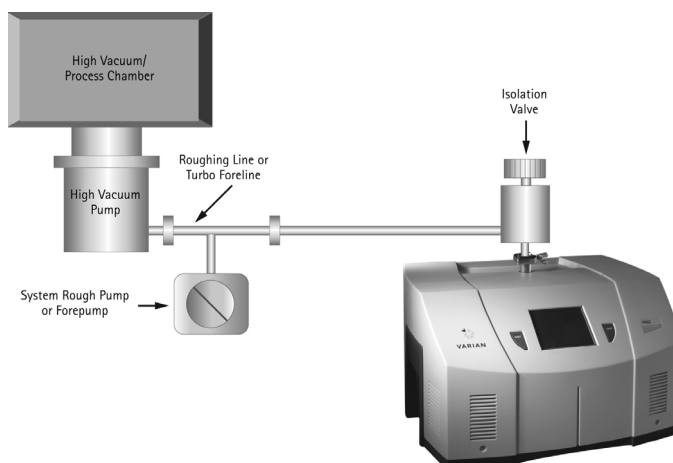 High Vacuum/
Process Chamber
Isolation
Valve
Roughing Line or
Turbo Foreline
High Vacuum
Pump
System Rough Pump
or Forepump
VARIAN